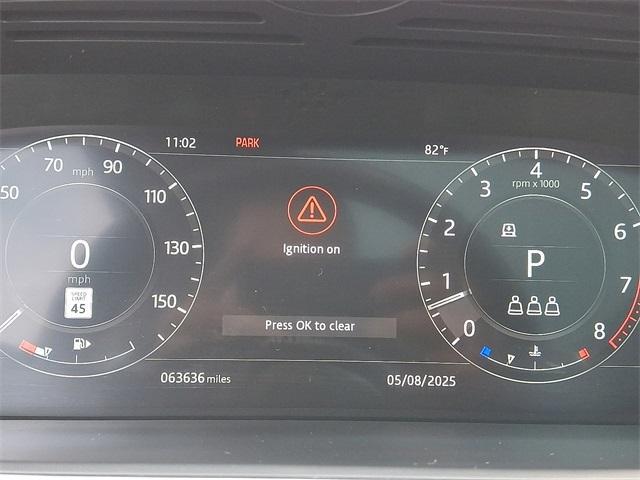 11:02 PARK 82°F
50 70 90 110 130 150
mph
0
mph
SPEED
LIMIT
45
Ignition on
Press OK to clear
0 1 2 3 4 5 6 7 8
rpm x 1000
P
063636 miles 05/08/2025